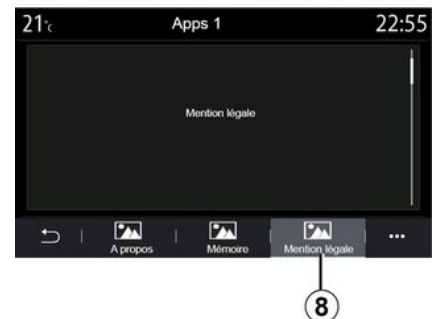 21°c Apps 1 22:55
Mention légale
A propos Mémoire Mention légale ...
8